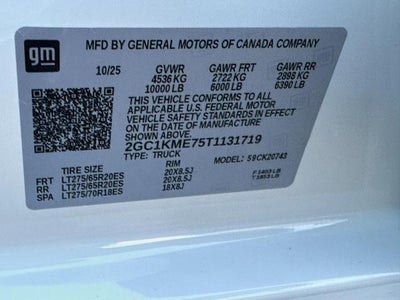 gm
MFD BY GENERAL MOTORS OF CANADA COMPANY
10/25 GVWR GAWR FRT GAWR RR
4536 KG 2722 KG 2898 KG
10000 LB 6000 LB 6390 LB
THIS VEHICLE CONFORMS TO ALL
APPLICABLE U.S. FEDERAL MOTOR
VEHICLE SAFETY STANDARDS IN EFFECT
ON THE DATE OF MANUFACTURE SHOWN ABOVE.
2GC1KME75T1131719
TYPE: TRUCK MODEL: 59CK20743
TIRE SIZE RIM
FRT LT275/65R20ES 20X8.5J F1403LB
RR LT275/65R20ES 20X8.5J T1853LB
SPA LT275/70R18ES 18X8J